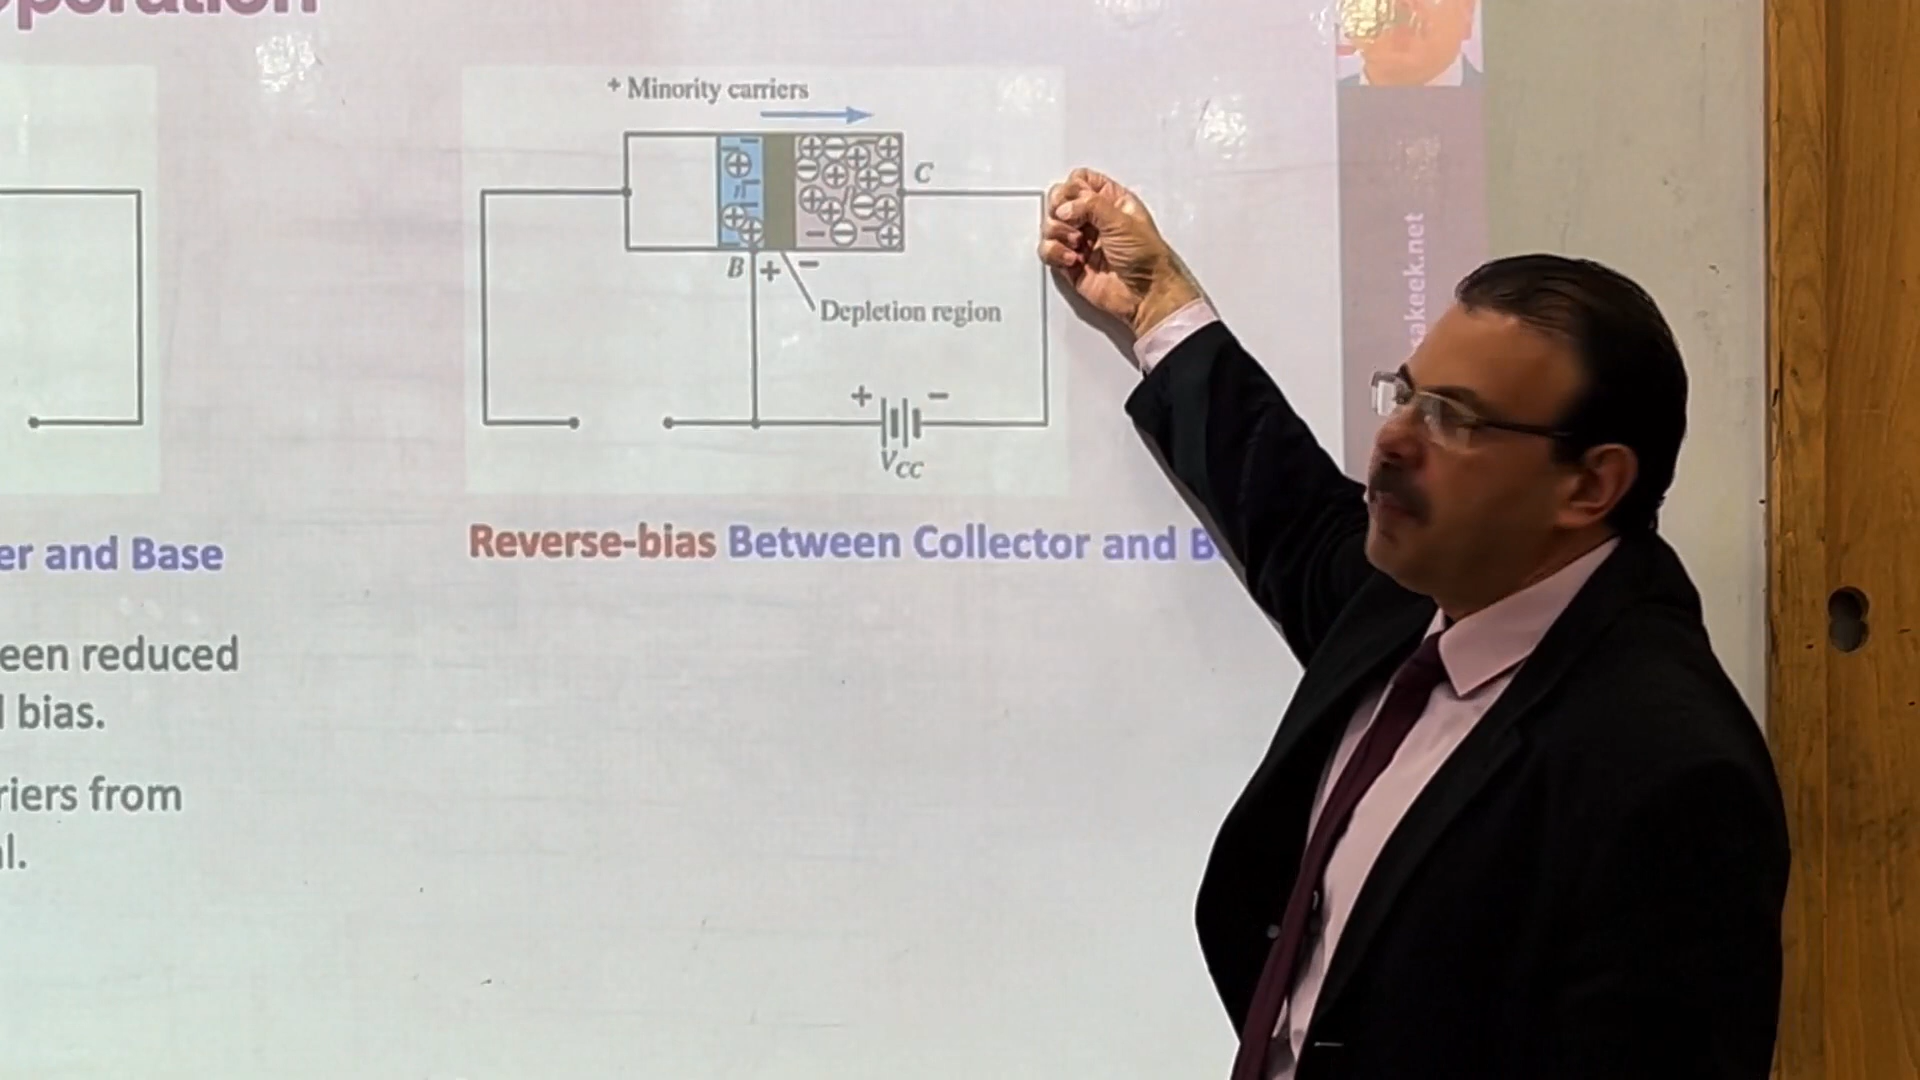 Operation
+ Minority carriers
C
B + −
Depletion region
+ −
VCC
er and Base
Reverse-bias Between Collector and B
een reduced
bias.
riers from
l.
akeek.net